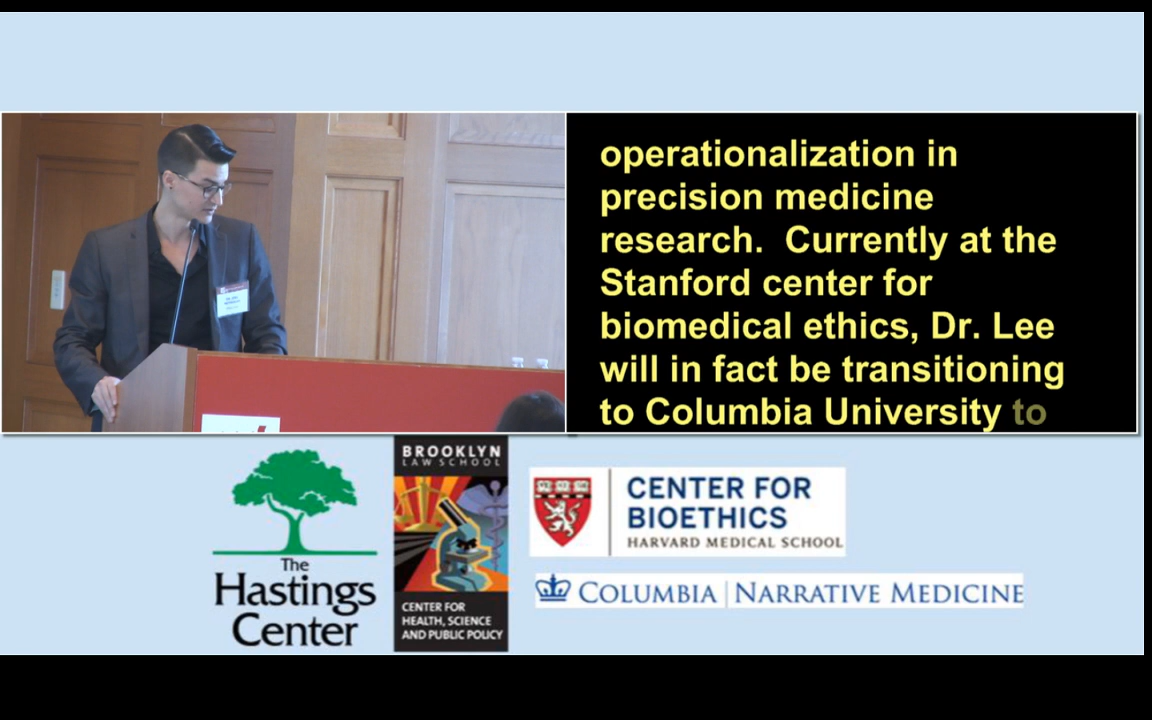 operationalization in
precision medicine
research.  Currently at the
Stanford center for
biomedical ethics, Dr. Lee
will in fact be transitioning
to Columbia University to
The
Hastings
Center
BROOKLYN
LAW SCHOOL
CENTER FOR
HEALTH, SCIENCE
AND PUBLIC POLICY
CENTER FOR
BIOETHICS
HARVARD MEDICAL SCHOOL
COLUMBIA | NARRATIVE MEDICINE